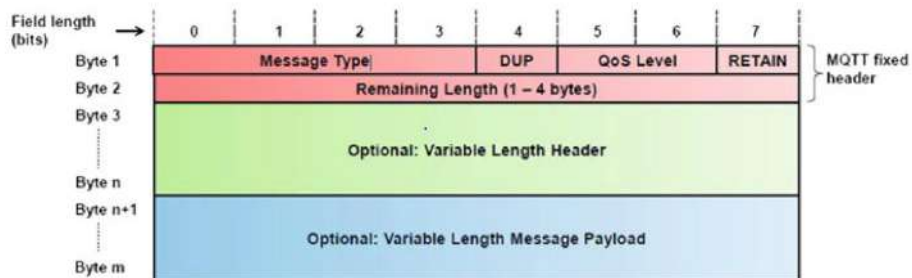 Field length
(bits)
0 1 2 3 4 5 6 7
Byte 1 Message Type DUP QoS Level RETAIN
MQTT fixed
header
Byte 2 Remaining Length (1 – 4 bytes)
Byte 3
Optional: Variable Length Header
Byte n
Byte n+1
Optional: Variable Length Message Payload
Byte m